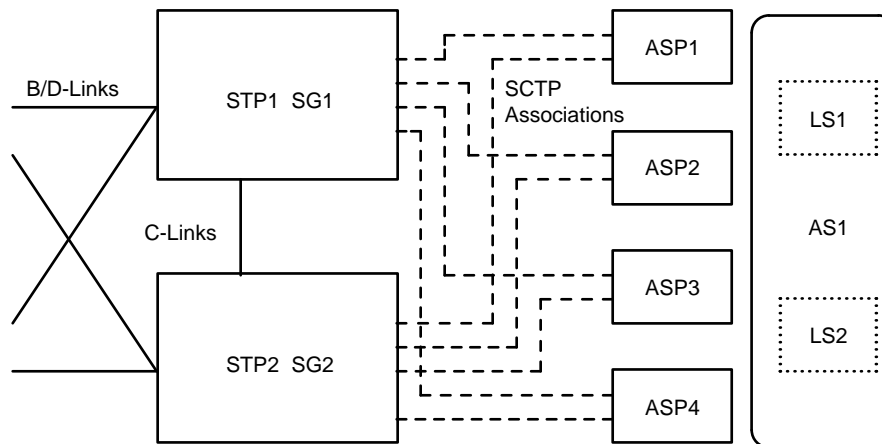 B/D-Links
STP1 SG1
C-Links
STP2 SG2
SCTP
Associations
ASP1
ASP2
ASP3
ASP4
LS1
AS1
LS2